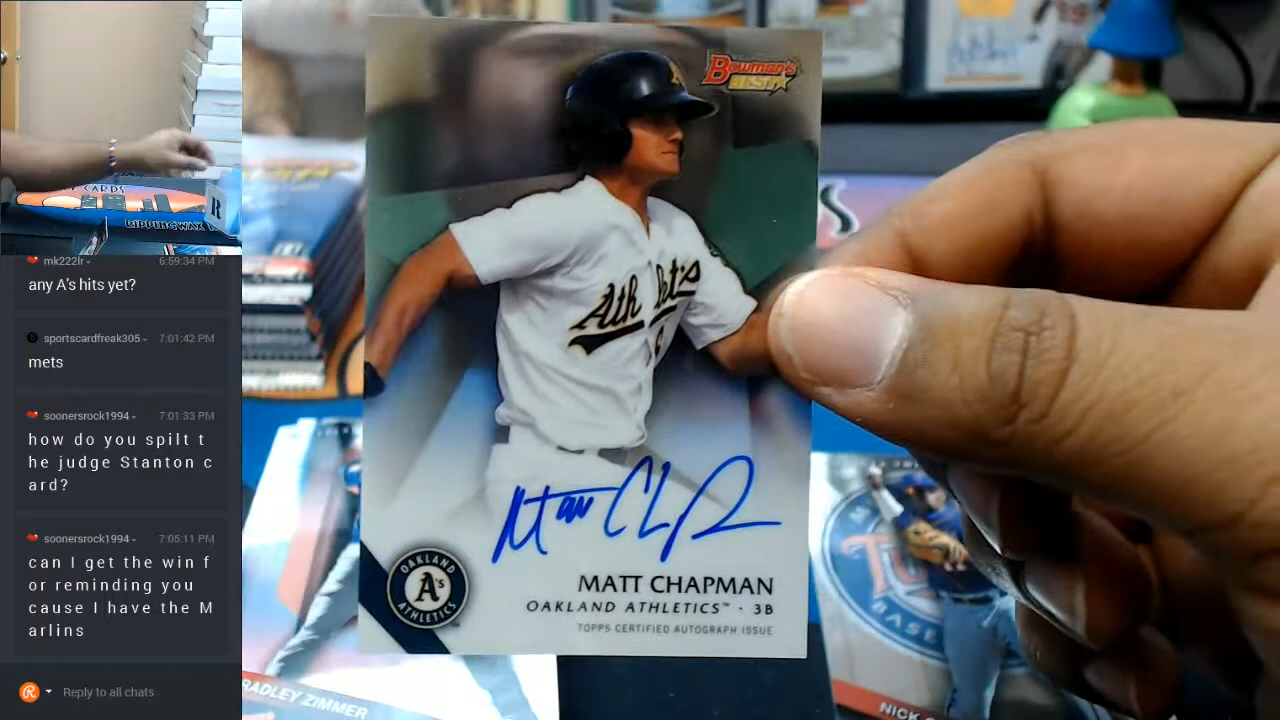 CARDS
R
RIPPINGWAX
mk222lr
6:59:34 PM
any A's hits yet?
sportscardfreak305
7:01:42 PM
mets
soonersrock1994
7:01:33 PM
how do you spilt t
he judge Stanton c
ard?
soonersrock1994
7:05:11 PM
can I get the win f
or reminding you
cause I have the M
arlins
Reply to all chats
Bowman's
BEST
A's
Athletics
OAKLAND
A's
ATHLETICS
MATT CHAPMAN
OAKLAND ATHLETICS™ · 3B
TOPPS CERTIFIED AUTOGRAPH ISSUE
RADLEY ZIMMER
NICK